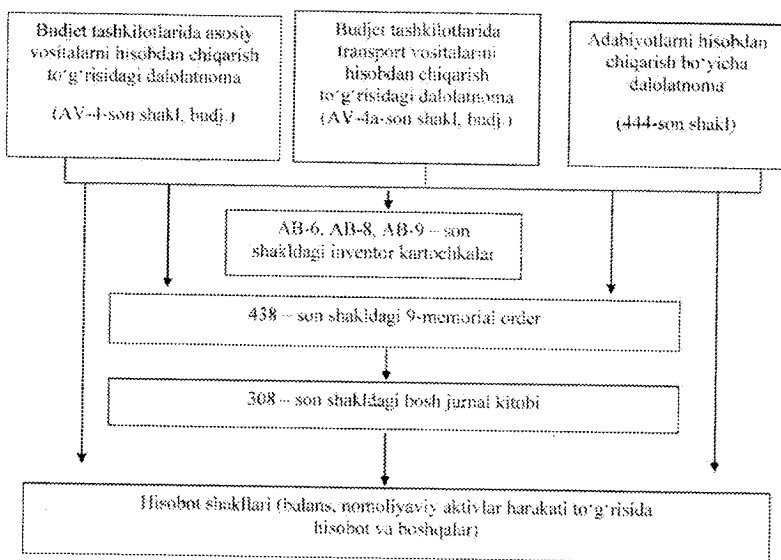 Budjet tashkilotlarida asosiy
vositalarni hisobdan chiqarish
to‘g‘risidagi dalolatnoma
(AV-4-son shakl, budj.)
Budjet tashkilotlarida
transport vositalarini
hisobdan chiqarish
to‘g‘risidagi dalolatnoma
(AV-4a-son shakl, budj.)
Adabiyotlarni hisobdan
chiqarish bo‘yicha
dalolatnoma
(444-son shakl)
AB-6, AB-8, AB-9 – son
shakldagi inventor kartochkalar
438 – son shakldagi 9-memorial order
308 – son shakldagi bosh jurnal kitobi
Hisobot shakllari (balans, nomoliyaviy aktivlar harakati to‘g‘risida
hisobot va boshqalar)